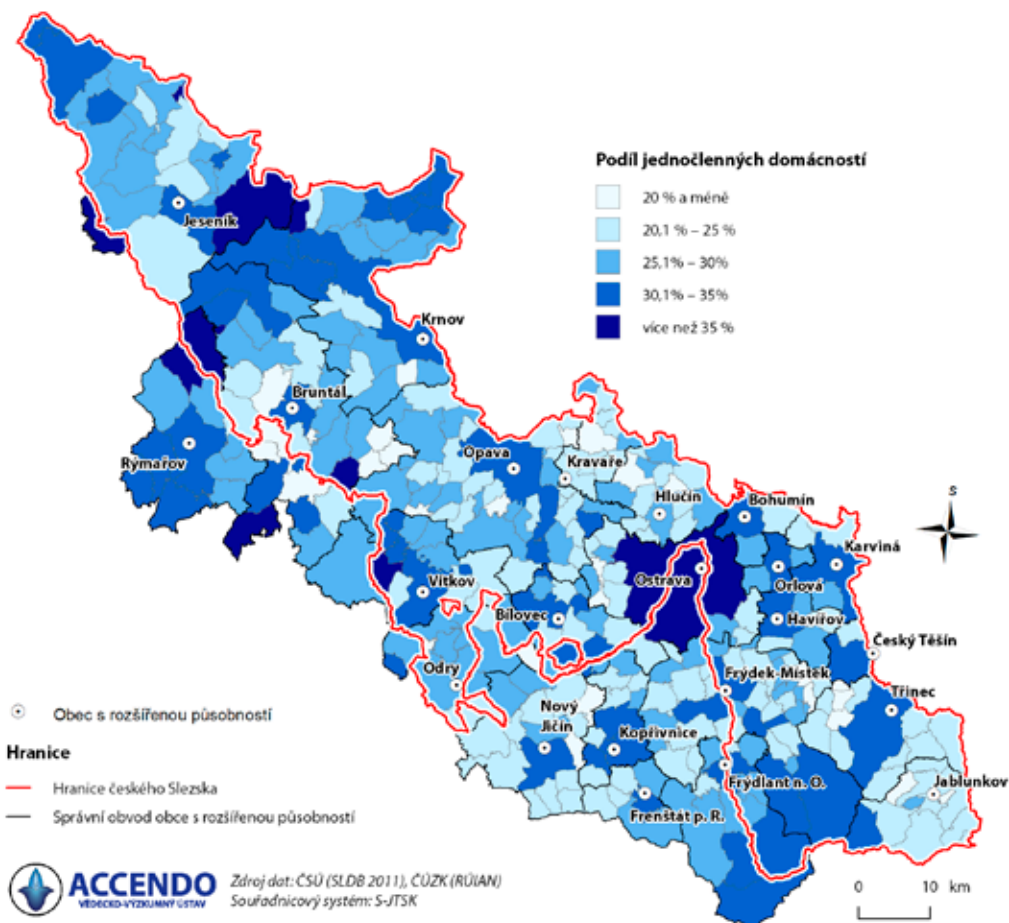 Podíl jednočlenných domácností
20 % a méně
20,1 % – 25 %
25,1% – 30%
30,1% – 35%
více než 35 %
Jeseník
Krnov
Bruntál
Rýmařov
Opava
Kravaře
Hlučín
Bohumín
S
Karviná
Ostrava
Orlová
Vítkov
Bílovec
Havířov
Český Těšín
Odry
Frýdek-Místek
Třinec
Nový
Jičín
Kopřivnice
Frýdlant n. O.
Jablunkov
Frenštát p. R.
Obec s rozšířenou působností
Hranice
Hranice českého Slezska
Správní obvod obce s rozšířenou působností
ACCENDO
VĚDECKO-VÝZKUMNÝ ÚSTAV
Zdroj dat: ČSÚ (SLDB 2011), ČÚZK (RÚIAN)
Souřadnicový systém: S-JTSK
0 10 km